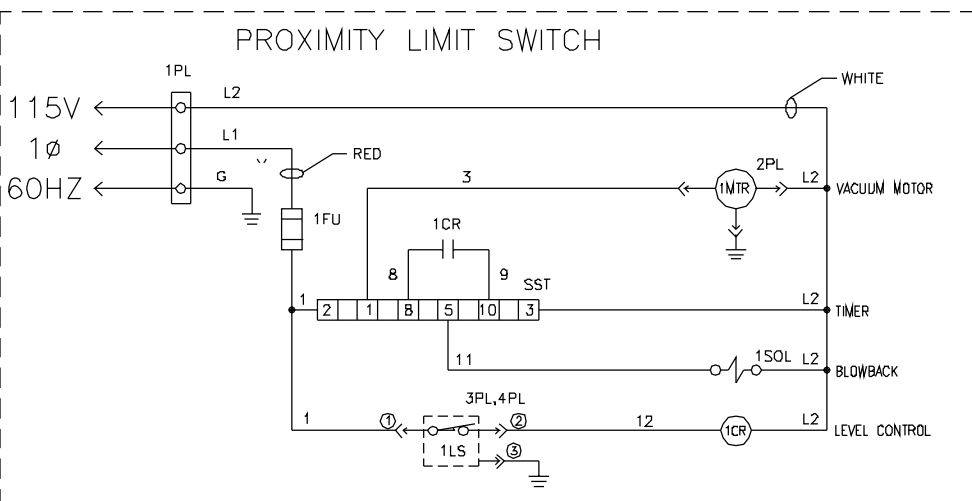 PROXIMITY LIMIT SWITCH
1PL
WHITE
115V
L2
1ø
L1
RED
60HZ
G
3
2PL
1MTR
L2
VACUUM MOTOR
1FU
1CR
8
9
SST
1
2 1 8 5 10 3
L2
TIMER
11
1SOL
L2
BLOWBACK
3PL,4PL
1
1
2
12
1CR
L2
LEVEL CONTROL
1LS
3